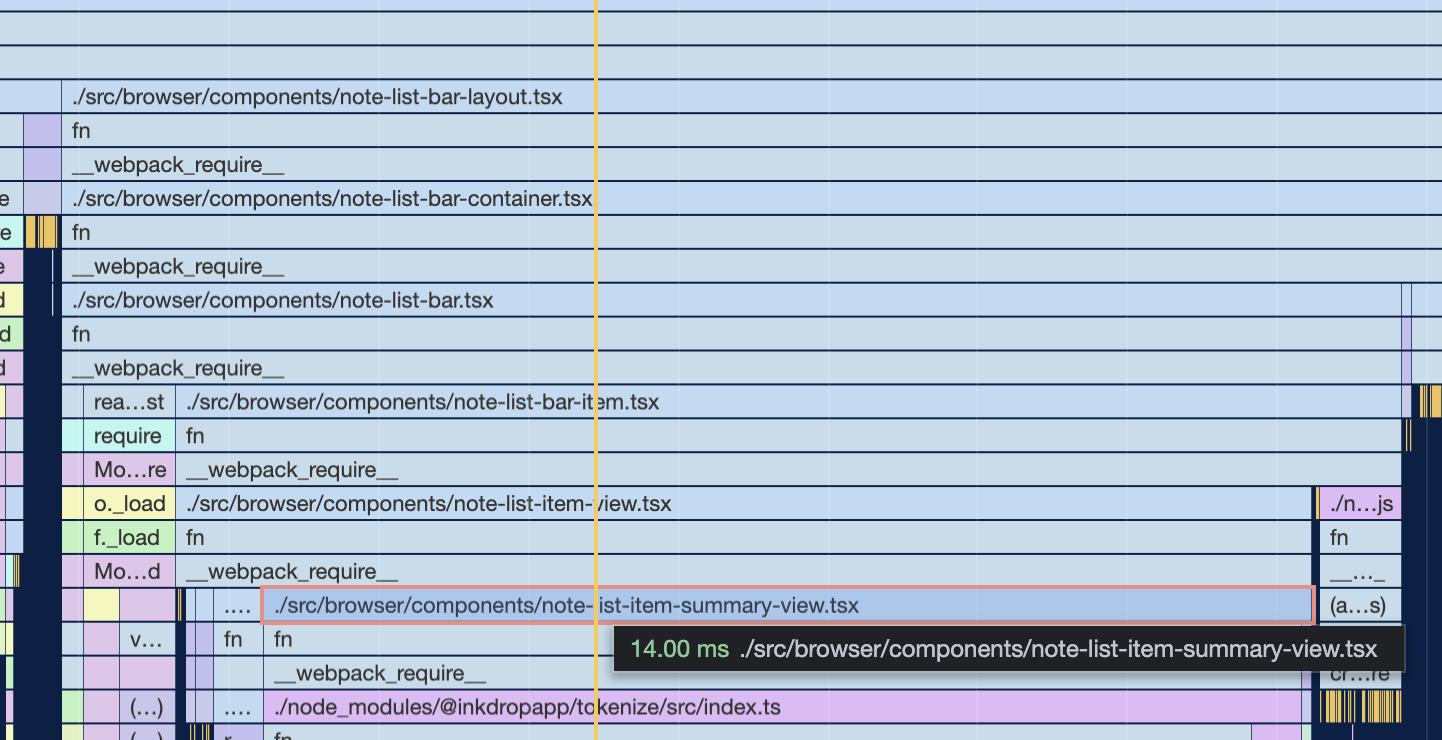 ./src/browser/components/note-list-bar-layout.tsx
fn
__webpack_require__
e ./src/browser/components/note-list-bar-container.tsx
e fn
e __webpack_require__
d ./src/browser/components/note-list-bar.tsx
d fn
d __webpack_require__
rea…st ./src/browser/components/note-list-bar-item.tsx
require fn
Mo…re __webpack_require__
o._load ./src/browser/components/note-list-item-view.tsx ./n…js
f._load fn fn
Mo…d __webpack_require__ __…_
…. ./src/browser/components/note-list-item-summary-view.tsx (a…s)
v… fn fn
14.00 ms ./src/browser/components/note-list-item-summary-view.tsx
__webpack_require__ cr…re
(…) …. ./node_modules/@inkdropapp/tokenize/src/index.ts
(…) r… fn